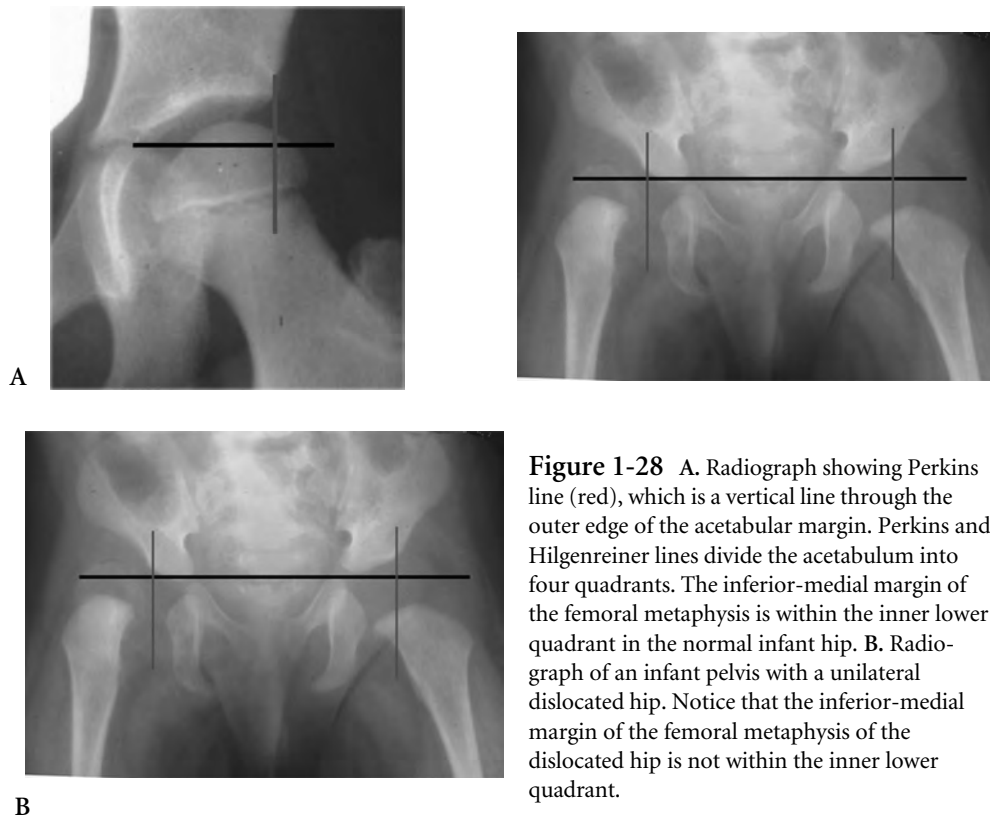 A
B
Figure 1-28 A. Radiograph showing Perkins
line (red), which is a vertical line through the
outer edge of the acetabular margin. Perkins and
Hilgenreiner lines divide the acetabulum into
four quadrants. The inferior-medial margin of
the femoral metaphysis is within the inner lower
quadrant in the normal infant hip. B. Radio-
graph of an infant pelvis with a unilateral
dislocated hip. Notice that the inferior-medial
margin of the femoral metaphysis of the
dislocated hip is not within the inner lower
quadrant.